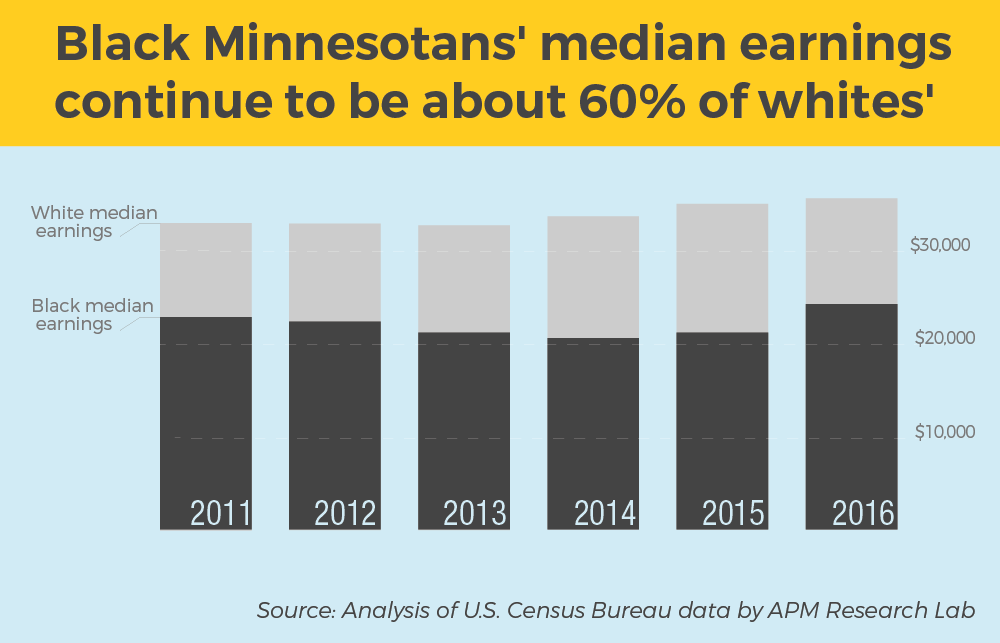 Black Minnesotans' median earnings
continue to be about 60% of whites'
White median
earnings
$30,000
Black median
earnings
$20,000
$10,000
2011
2012
2013
2014
2015
2016
Source: Analysis of U.S. Census Bureau data by APM Research Lab